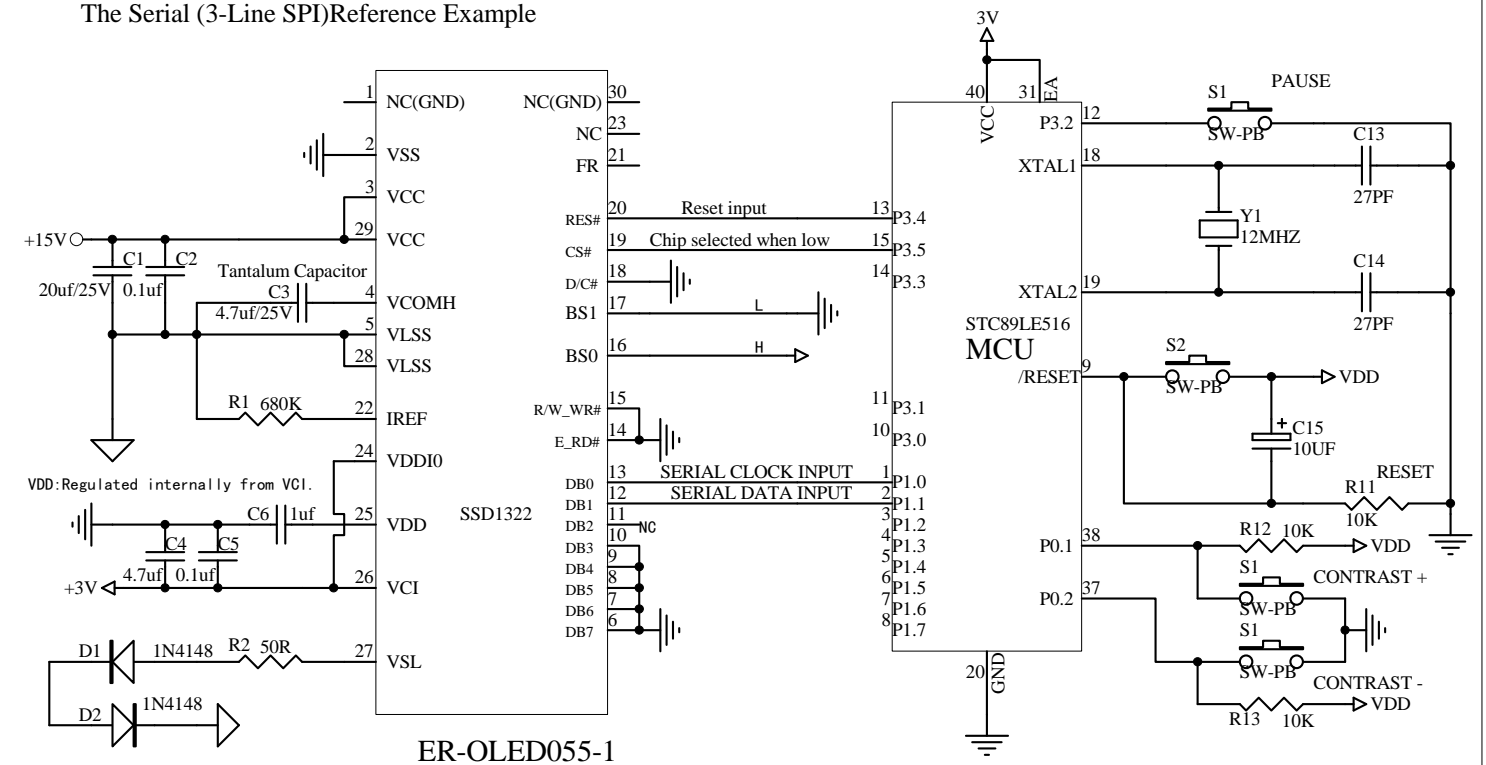 The Serial (3-Line SPI)Reference Example
1 NC(GND) NC(GND) 30
2 VSS NC 23
3 VCC FR 21
29 VCC
+15V
C1 C2
20uf/25V 0.1uf
Tantalum Capacitor
C3
4.7uf/25V
4 VCOMH
5 VLSS
28 VLSS
R1 680K 22 IREF
24 VDDI0
VDD:Regulated internally from VCI.
C6 1uf 25 VDD
C4 C5
4.7uf 0.1uf
+3V 26 VCI
D1 1N4148 R2 50R 27 VSL
D2 1N4148
SSD1322
ER-OLED055-1
RES# 20 Reset input 13 P3.4
CS# 19 Chip selected when low 15 P3.5
D/C# 18 14 P3.3
BS1 17 L
BS0 16 H
R/W_WR# 15 11 P3.1
E_RD# 14 10 P3.0
DB0 13 SERIAL CLOCK INPUT 1 P1.0
DB1 12 SERIAL DATA INPUT 2 P1.1
DB2 11 NC 3 P1.2
DB3 10 4 P1.3
DB4 9 5 P1.4
DB5 8 6 P1.5
DB6 7 7 P1.6
DB7 6 8 P1.7
3V
40 VCC 31 EA
P3.2 12 S1 SW-PB PAUSE
XTAL1 18 C13 27PF
Y1
12MHZ
XTAL2 19 C14 27PF
STC89LE516
MCU
/RESET 9 S2 SW-PB VDD
C15
+
10UF
RESET
R11
10K
P0.1 38 R12 10K VDD
S1 SW-PB CONTRAST +
P0.2 37
S1 SW-PB CONTRAST -
R13 10K VDD
20 GND